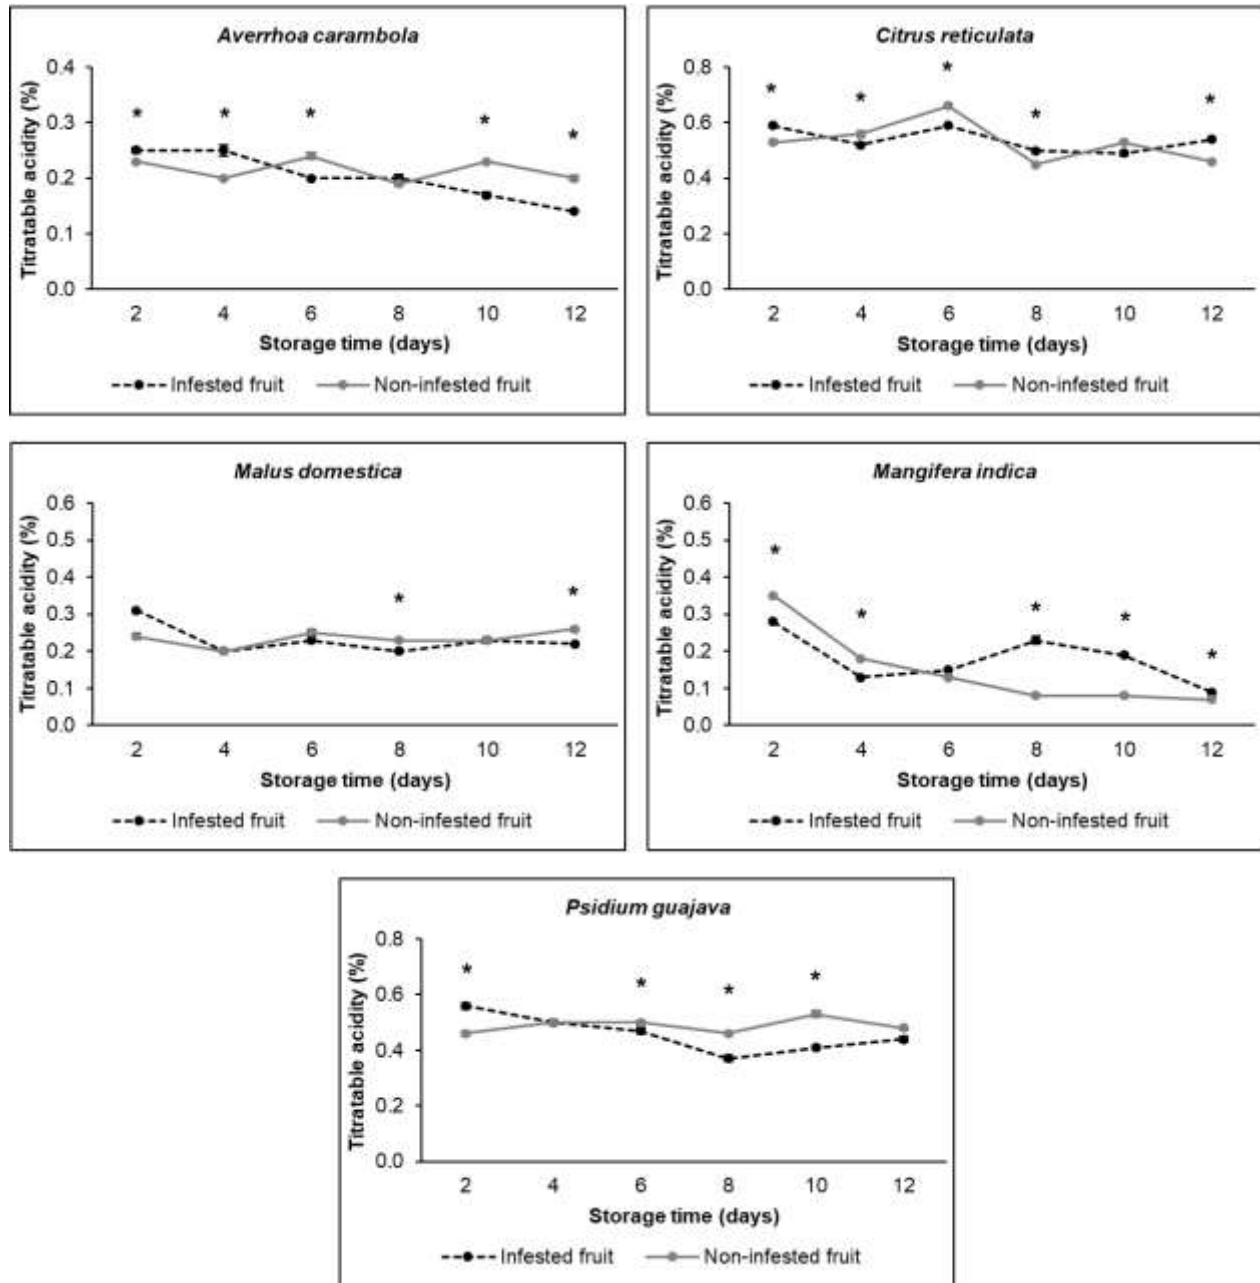 Averrhoa carambola
Titratable acidity (%)
0.4
0.3
0.2
0.1
0.0
* * * * *
2 4 6 8 10 12
Storage time (days)
Infested fruit Non-infested fruit
Citrus reticulata
Titratable acidity (%)
0.8
0.6
0.4
0.2
0.0
* * * * *
2 4 6 8 10 12
Storage time (days)
Infested fruit Non-infested fruit
Malus domestica
Titratable acidity (%)
0.6
0.5
0.4
0.3
0.2
0.1
0.0
* *
2 4 6 8 10 12
Storage time (days)
Infested fruit Non-infested fruit
Mangifera indica
Titratable acidity (%)
0.6
0.5
0.4
0.3
0.2
0.1
0.0
* * * * *
2 4 6 8 10 12
Storage time (days)
Infested fruit Non-infested fruit
Psidium guajava
Titratable acidity (%)
0.8
0.6
0.4
0.2
0.0
* * * *
2 4 6 8 10 12
Storage time (days)
Infested fruit Non-infested fruit